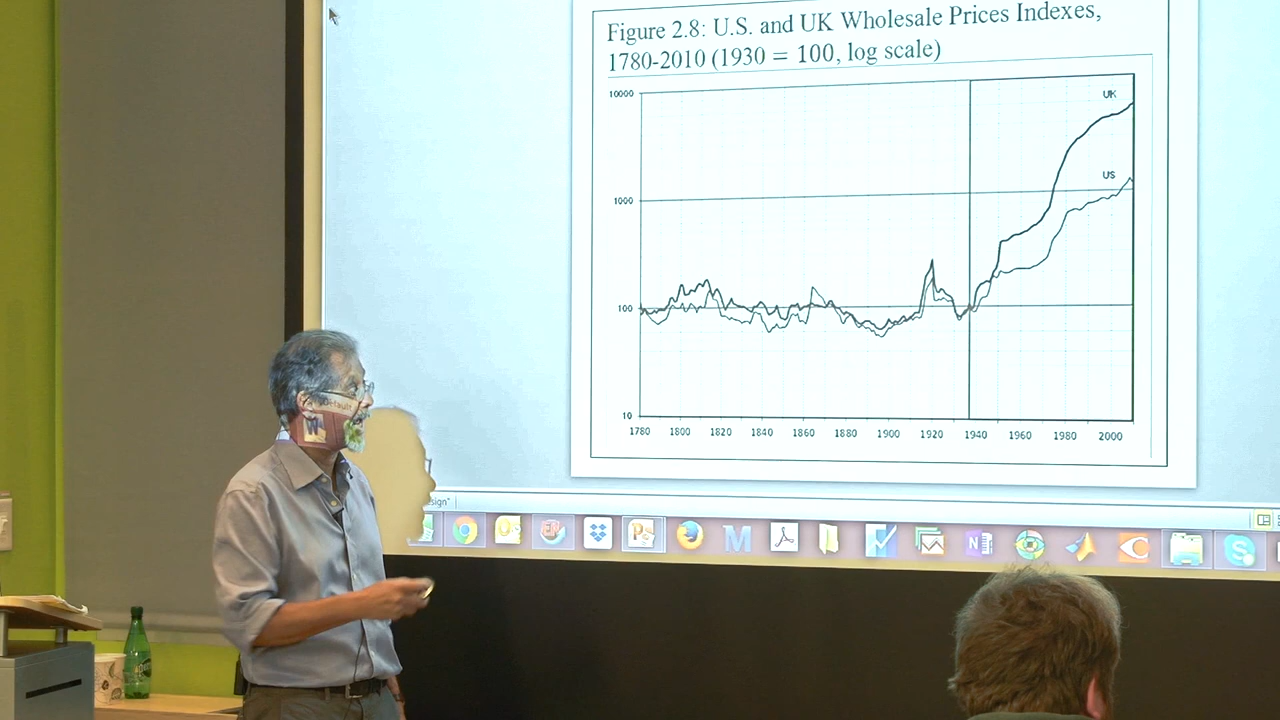 Figure 2.8: U.S. and UK Wholesale Prices Indexes,
1780-2010 (1930 = 100, log scale)
10000
UK
US
1000
100
10
1780 1800 1820 1840 1860 1880 1900 1920 1940 1960 1980 2000
sign"